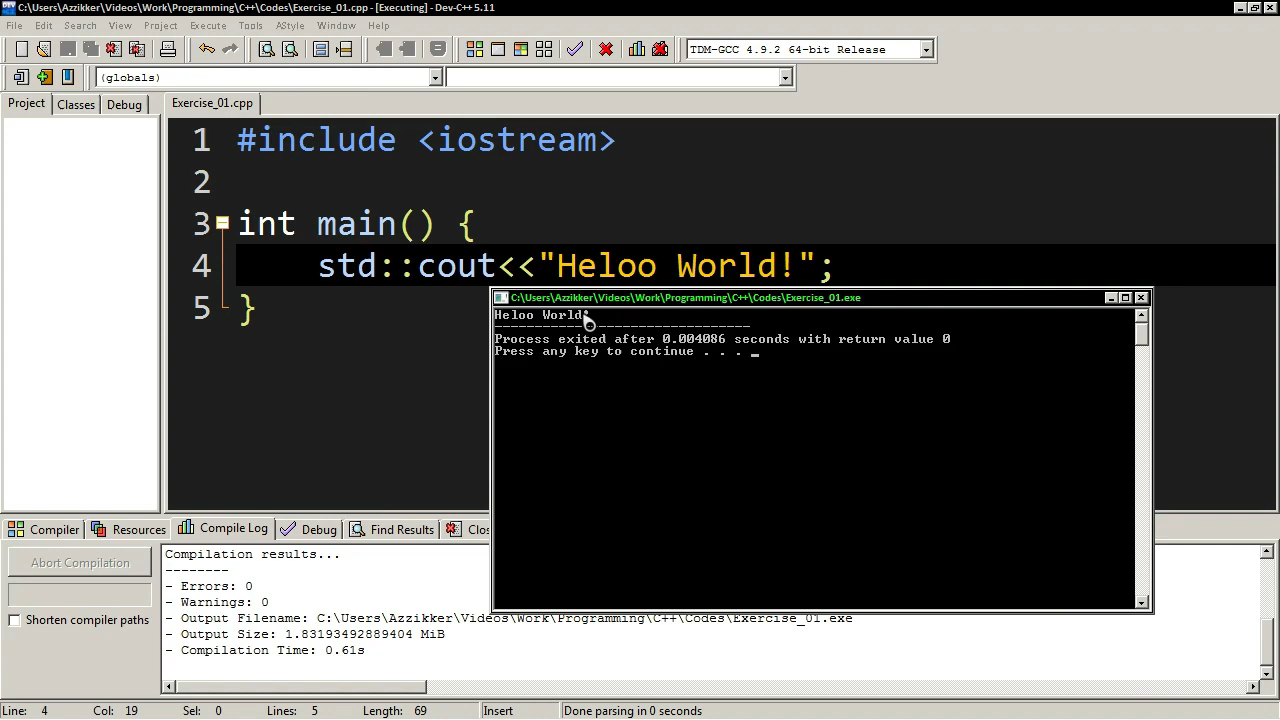 C:\Users\Azzikker\Videos\Work\Programming\C++\Codes\Exercise_01.cpp - [Executing] - Dev-C++ 5.11
File Edit Search View Project Execute Tools AStyle Window Help
TDM-GCC 4.9.2 64-bit Release
(globals)
Project Classes Debug Exercise_01.cpp
1 #include <iostream>
2
3 int main() {
4 std::cout<<"Heloo World!";
5 }
C:\Users\Azzikker\Videos\Work\Programming\C++\Codes\Exercise_01.exe
Heloo World!
--------------------------------
Process exited after 0.004086 seconds with return value 0
Press any key to continue . . . _
Compiler Resources Compile Log Debug Find Results Clo
Abort Compilation
Shorten compiler paths
Compilation results...
--------
- Errors: 0
- Warnings: 0
- Output Filename: C:\Users\Azzikker\Videos\Work\Programming\C++\Codes\Exercise_01.exe
- Output Size: 1.83193492889404 MiB
- Compilation Time: 0.61s
Line: 4 Col: 19 Sel: 0 Lines: 5 Length: 69 Insert Done parsing in 0 seconds